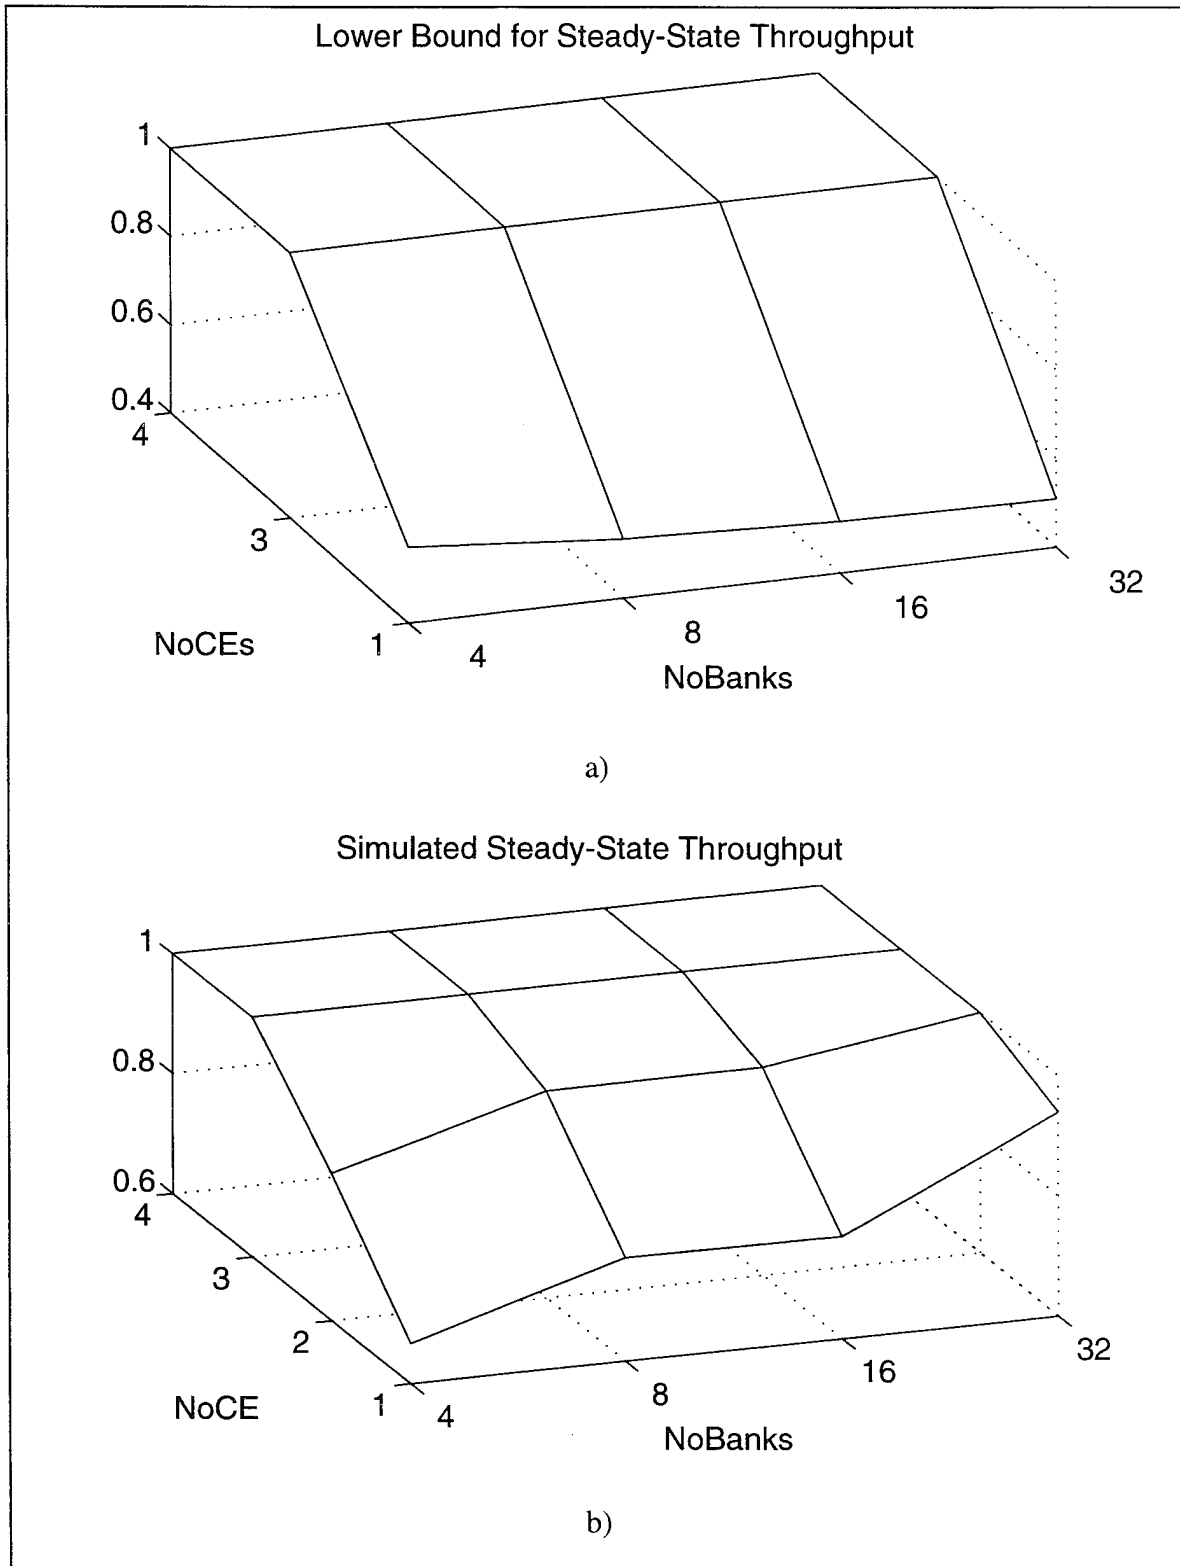 Lower Bound for Steady-State Throughput
1
0.8
0.6
0.4
4
3
1
NoCEs
4
8
16
32
NoBanks
a)
Simulated Steady-State Throughput
1
0.8
0.6
4
3
2
1
NoCE
4
8
16
32
NoBanks
b)